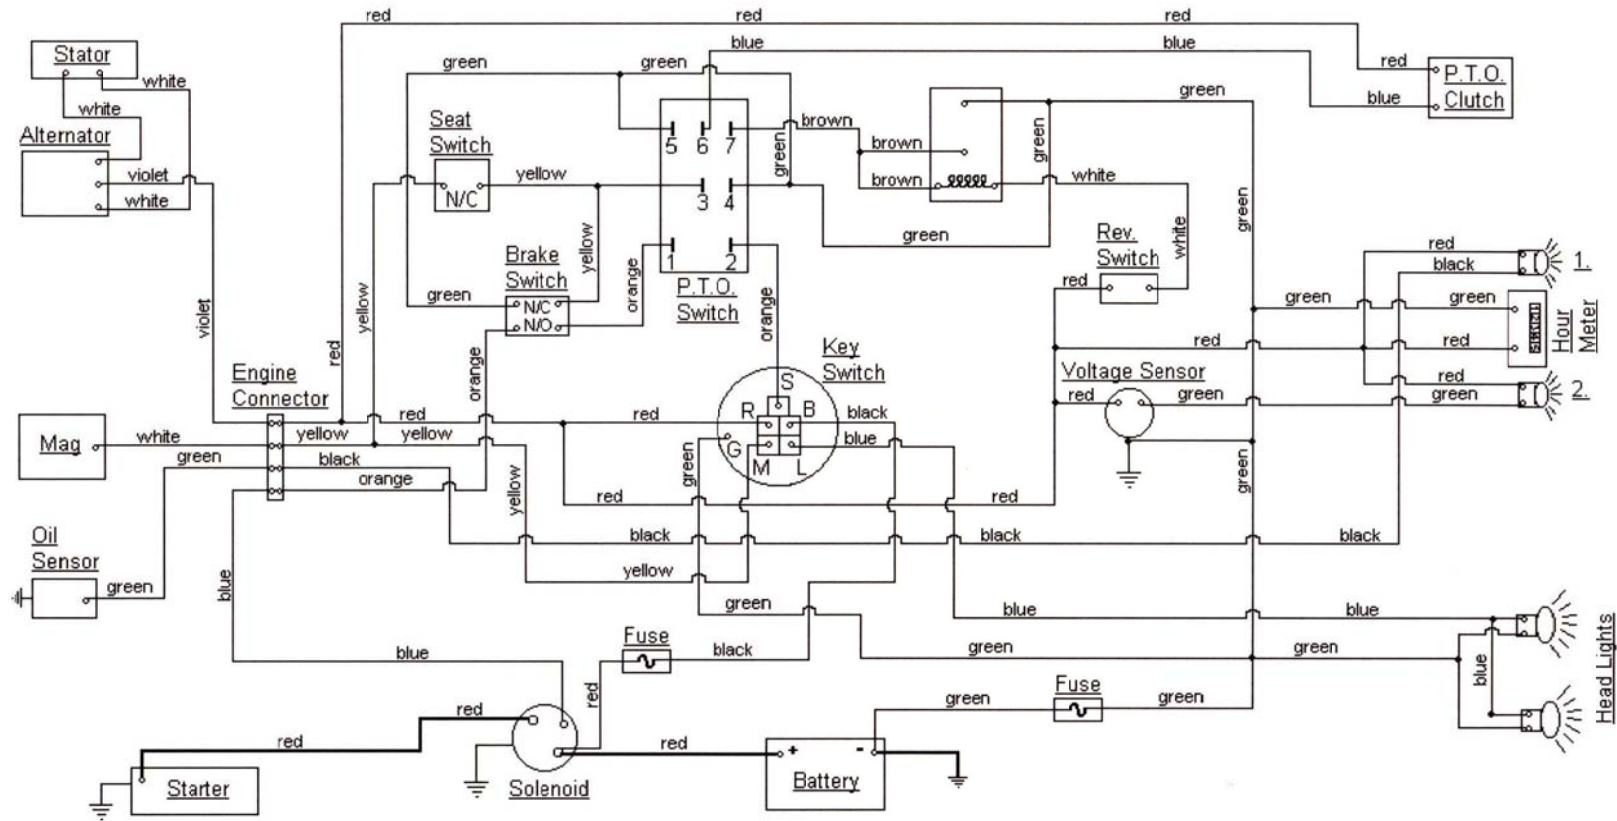 red red red
blue blue
Stator
green green
red
P.T.O.
Clutch
white
white
green
blue
Alternator
Seat
Switch
brown
5 6 7
brown
green
green
violet
yellow
N/C
3 4
brown
white
white
green
Brake
Switch
yellow
orange
1 2
P.T.O.
Switch
green
Rev.
Switch
white
red
black
1.
green
N/C
N/O
orange
red
green
green
green
Hour
Meter
violet
yellow
red
orange
Key
Switch
red
red
Engine
Connector
Voltage Sensor
red
green
red
green
2.
S
R B
G
M L
red
red
black
blue
Mag
white
yellow
yellow
green
black
orange
yellow
green
green
red
red
Oil
Sensor
black
black
black
green
blue
yellow
green
blue
blue
Fuse
black
green
green
blue
Head Lights
blue
red
Fuse
green
green
red
red
red
+ -
Battery
Starter
Solenoid